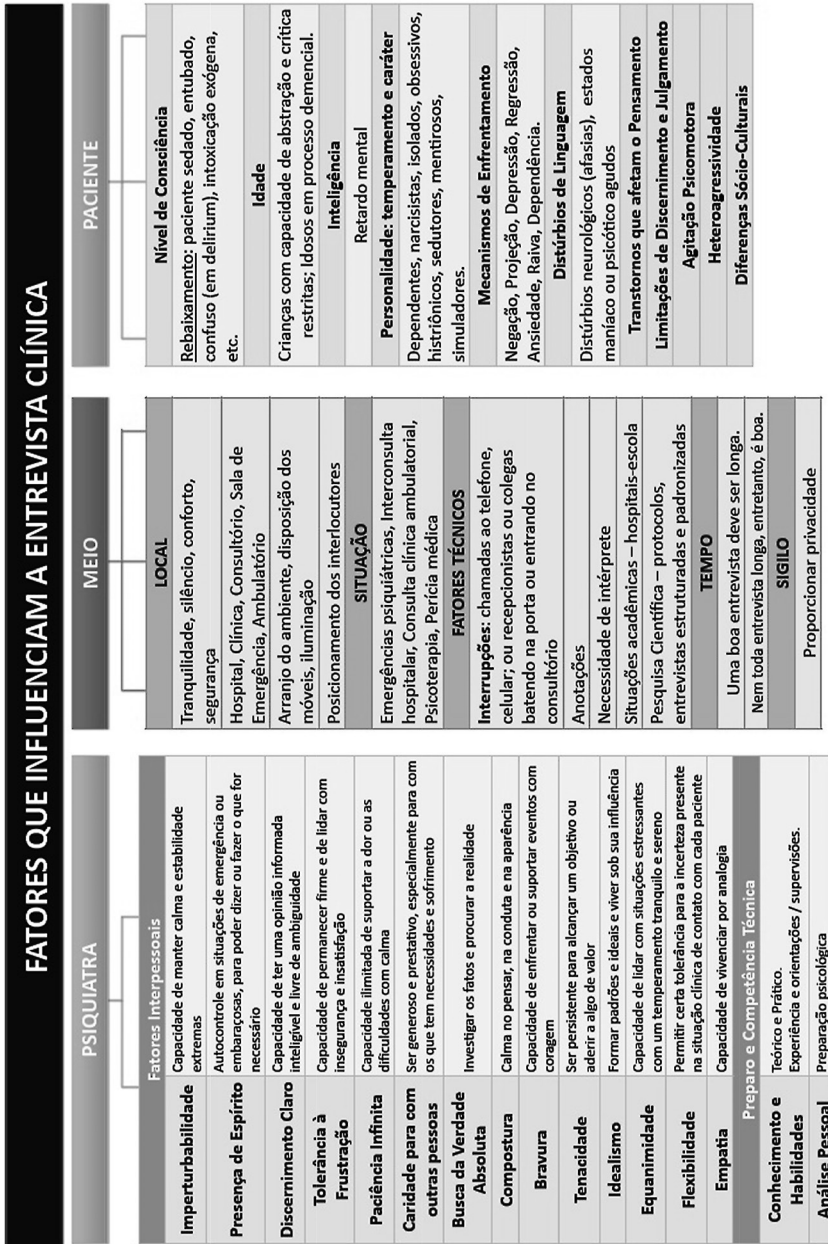 FATORES QUE INFLUENCIAM A ENTREVISTA CLÍNICA
PSIQUIATRA
Fatores Interpessoais
Imperturbabilidade
Capacidade de manter calma e estabilidade
extremas
Presença de Espírito
Autocontrole em situações de emergência ou
embaraçosas, para poder dizer ou fazer o que for
necessário
Discernimento Claro
Capacidade de ter uma opinião informada
inteligível e livre de ambiguidade
Tolerância à
Frustração
Capacidade de permanecer firme e de lidar com
insegurança e insatisfação
Paciência Infinita
Capacidade ilimitada de suportar a dor ou as
dificuldades com calma
Caridade para com
outras pessoas
Ser generoso e prestativo, especialmente para com
os que tem necessidades e sofrimento
Busca da Verdade
Absoluta
Investigar os fatos e procurar a realidade
Compostura
Calma no pensar, na conduta e na aparência
Bravura
Capacidade de enfrentar ou suportar eventos com
coragem
Tenacidade
Ser persistente para alcançar um objetivo ou
aderir a algo de valor
Idealismo
Formar padrões e ideais e viver sob sua influência
Equanimidade
Capacidade de lidar com situações estressantes
com um temperamento tranquilo e sereno
Flexibilidade
Permitir certa tolerância para a incerteza presente
na situação clínica de contato com cada paciente
Empatia
Capacidade de vivenciar por analogia
Preparo e Competência Técnica
Conhecimento e
Habilidades
Teórico e Prático.
Experiência e orientações / supervisões.
Análise Pessoal
Preparação psicológica
MEIO
LOCAL
Tranquilidade, silêncio, conforto,
segurança
Hospital, Clínica, Consultório, Sala de
Emergência, Ambulatório
Arranjo do ambiente, disposição dos
móveis, iluminação
Posicionamento dos interlocutores
SITUAÇÃO
Emergências psiquiátricas, Interconsulta
hospitalar, Consulta clínica ambulatorial,
Psicoterapia, Perícia médica
FATORES TÉCNICOS
Interrupções: chamadas ao telefone,
celular; ou recepcionistas ou colegas
batendo na porta ou entrando no
consultório
Anotações
Necessidade de intérprete
Situações acadêmicas – hospitais-escola
Pesquisa Científica – protocolos,
entrevistas estruturadas e padronizadas
TEMPO
Uma boa entrevista deve ser longa.
Nem toda entrevista longa, entretanto, é boa.
SIGILO
Proporcionar privacidade
PACIENTE
Nível de Consciência
Rebaixamento: paciente sedado, entubado,
confuso (em delirium), intoxicação exógena,
etc.
Idade
Crianças com capacidade de abstração e crítica
restritas; Idosos em processo demencial.
Inteligência
Retardo mental
Personalidade: temperamento e caráter
Dependentes, narcisistas, isolados, obsessivos,
histriônicos, sedutores, mentirosos,
simuladores.
Mecanismos de Enfrentamento
Negação, Projeção, Depressão, Regressão,
Ansiedade, Raiva, Dependência.
Distúrbios de Linguagem
Distúrbios neurológicos (afasias), estados
maníaco ou psicótico agudos
Transtornos que afetam o Pensamento
Limitações de Discernimento e Julgamento
Agitação Psicomotora
Heteroagressividade
Diferenças Sócio-Culturais